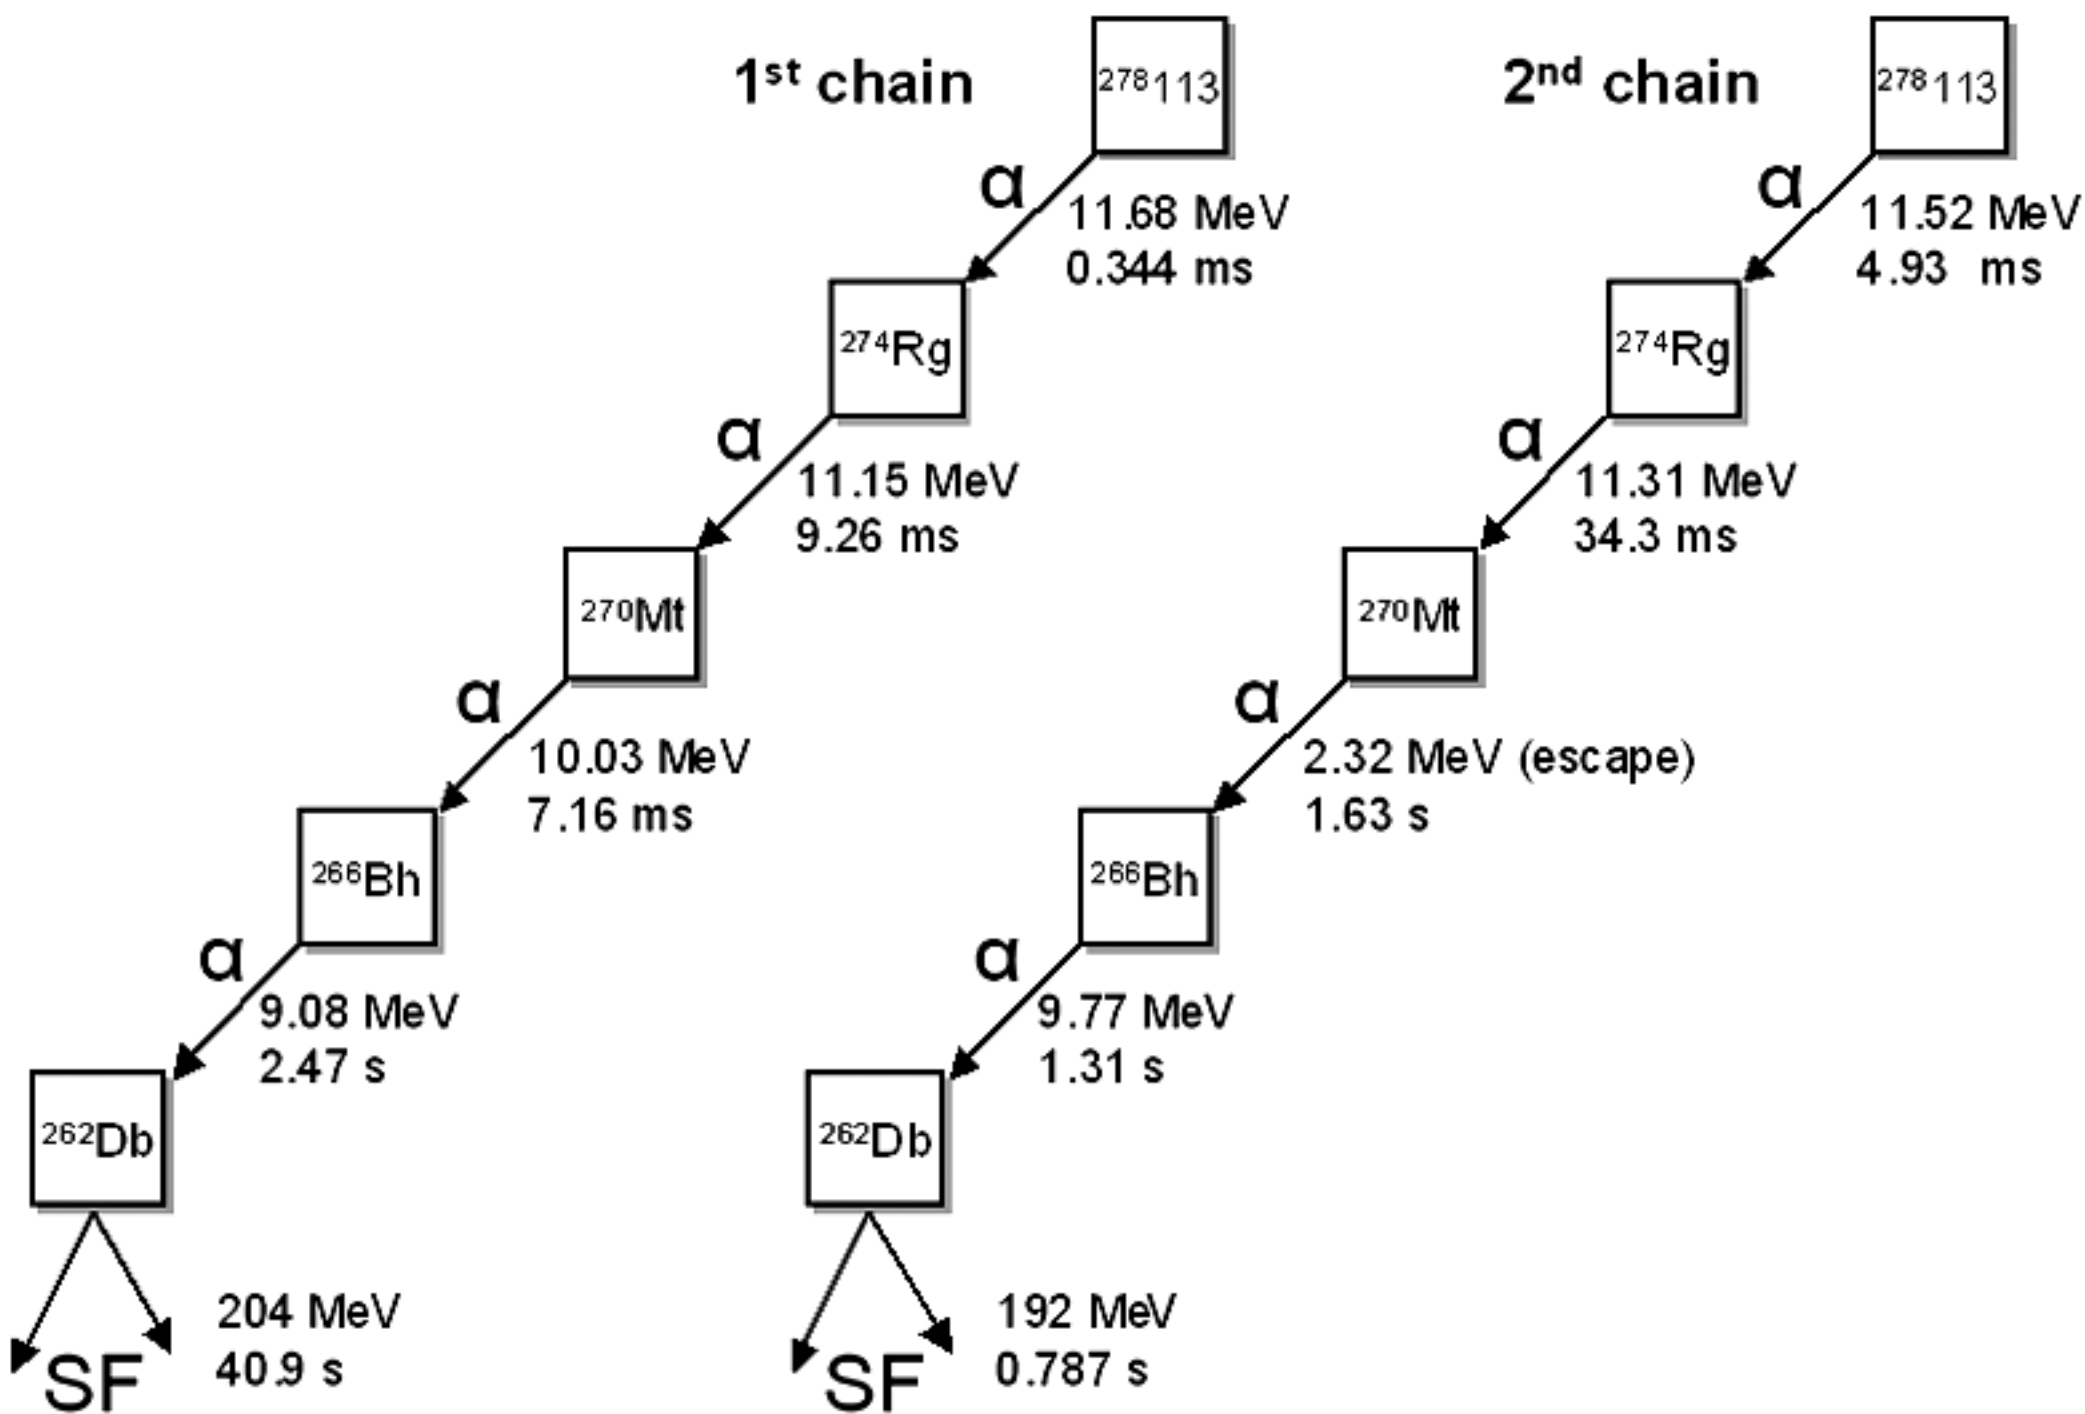 1st chain
278113
α
11.68 MeV
0.344 ms
274Rg
α
11.15 MeV
9.26 ms
270Mt
α
10.03 MeV
7.16 ms
266Bh
α
9.08 MeV
2.47 s
262Db
204 MeV
40.9 s
SF
2nd chain
278113
α
11.52 MeV
4.93 ms
274Rg
α
11.31 MeV
34.3 ms
270Mt
α
2.32 MeV (escape)
1.63 s
266Bh
α
9.77 MeV
1.31 s
262Db
192 MeV
0.787 s
SF